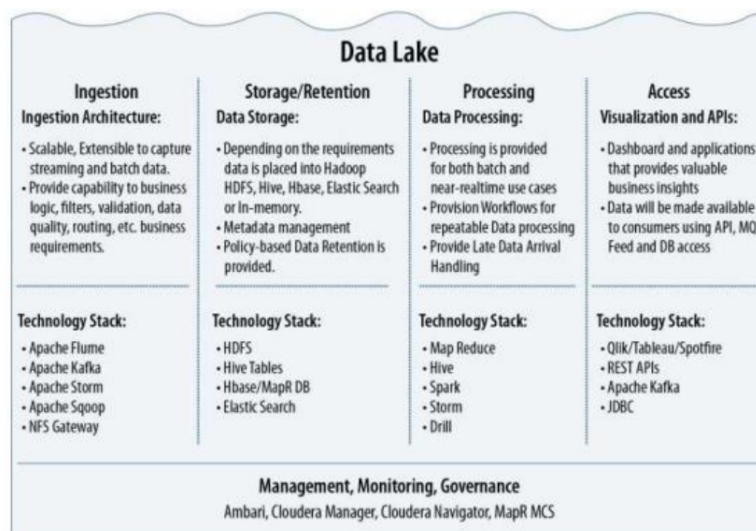 Data Lake
Ingestion
Ingestion Architecture:
• Scalable, Extensible to capture
streaming and batch data.
• Provide capability to business
logic, filters, validation, data
quality, routing, etc. business
requirements.
Technology Stack:
• Apache Flume
• Apache Kafka
• Apache Storm
• Apache Sqoop
• NFS Gateway
Storage/Retention
Data Storage:
• Depending on the requirements
data is placed into Hadoop
HDFS, Hive, Hbase, Elastic Search
or In-memory.
• Metadata management
• Policy-based Data Retention is
provided.
Technology Stack:
• HDFS
• Hive Tables
• Hbase/MapR DB
• Elastic Search
Processing
Data Processing:
• Processing is provided
for both batch and
near-realtime use cases
• Provision Workflows for
repeatable Data processing
• Provide Late Data Arrival
Handling
Technology Stack:
• Map Reduce
• Hive
• Spark
• Storm
• Drill
Access
Visualization and APIs:
• Dashboard and applications
that provides valuable
business insights
• Data will be made available
to consumers using API, MQ
Feed and DB access
Technology Stack:
• Qlik/Tableau/Spotfire
• REST APIs
• Apache Kafka
• JDBC
Management, Monitoring, Governance
Ambari, Cloudera Manager, Cloudera Navigator, MapR MCS